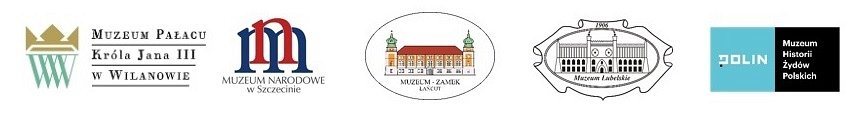 Muzeum Pałacu
Króla Jana III
w Wilanowie
MUZEUM NARODOWE
w Szczecinie
MUZEUM - ZAMEK
ŁAŃCUT
1906
Muzeum Lubelskie
POLIN
Muzeum
Historii
Żydów
Polskich